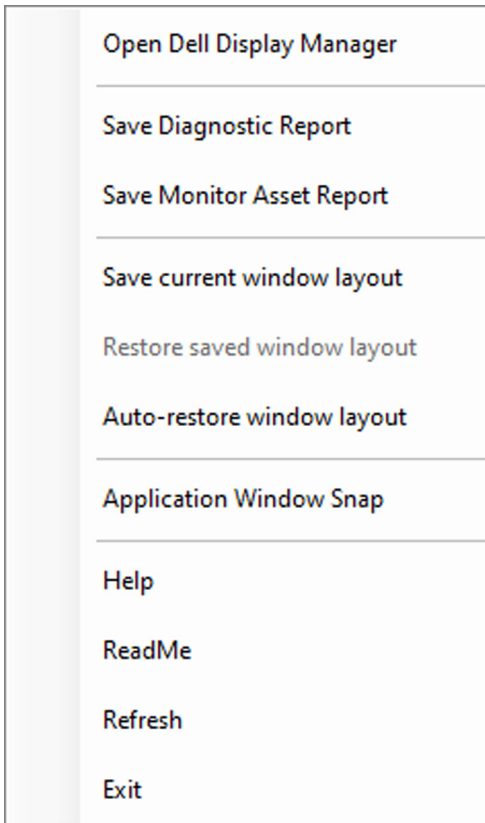 Open Dell Display Manager
Save Diagnostic Report
Save Monitor Asset Report
Save current window layout
Restore saved window layout
Auto-restore window layout
Application Window Snap
Help
ReadMe
Refresh
Exit